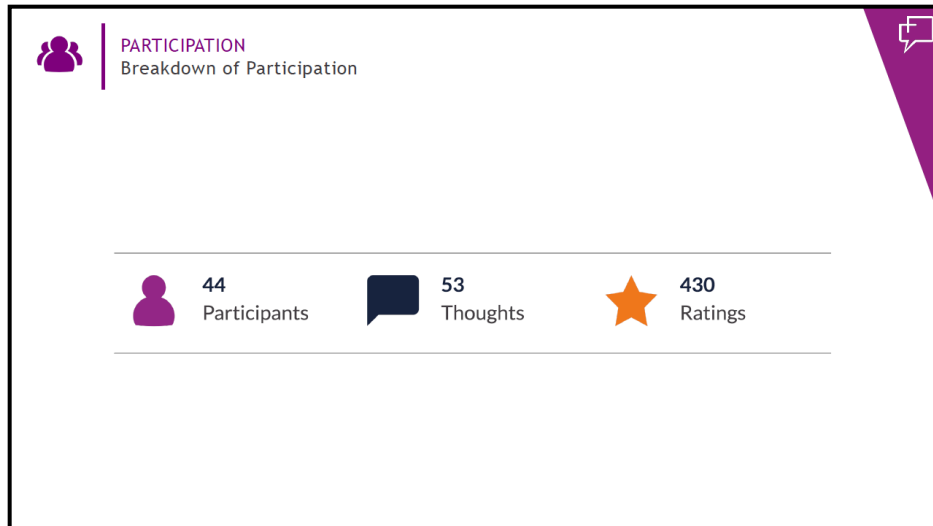 PARTICIPATION
Breakdown of Participation
44
Participants
53
Thoughts
430
Ratings